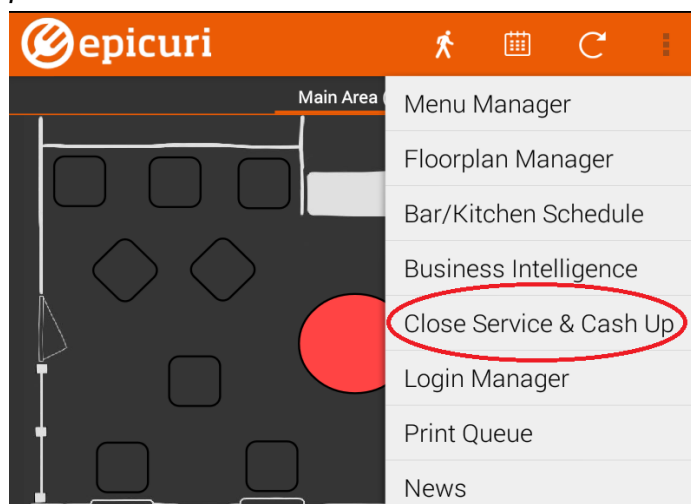 epicuri
Main Area
Menu Manager
Floorplan Manager
Bar/Kitchen Schedule
Business Intelligence
Close Service & Cash Up
Login Manager
Print Queue
News